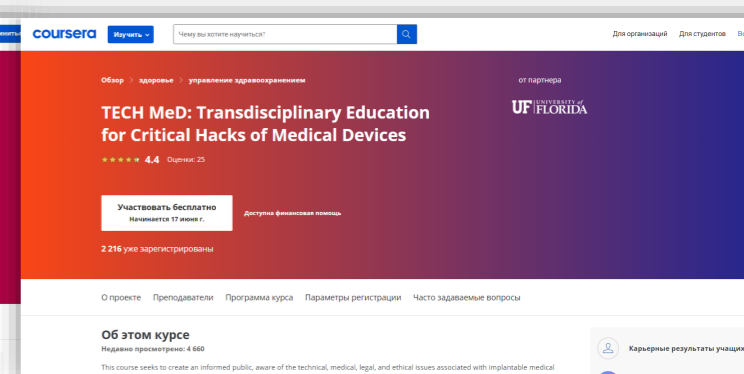 coursera
Изучить
Чему вы хотите научиться?
Для организаций Для студентов
Обзор > здоровье > управление здравоохранением
от партнера
TECH MeD: Transdisciplinary Education
for Critical Hacks of Medical Devices
UF UNIVERSITY of
FLORIDA
4.4 Оценки: 25
Участвовать бесплатно
Начинается 17 июня г.
Доступна финансовая помощь
2 216 уже зарегистрированы
О проекте Преподаватели Программа курса Параметры регистрации Часто задаваемые вопросы
Об этом курсе
Недавно просмотрено: 4 660
Карьерные результаты учащих
This course seeks to create an informed public, aware of the technical, medical, legal, and ethical issues associated with implantable medical